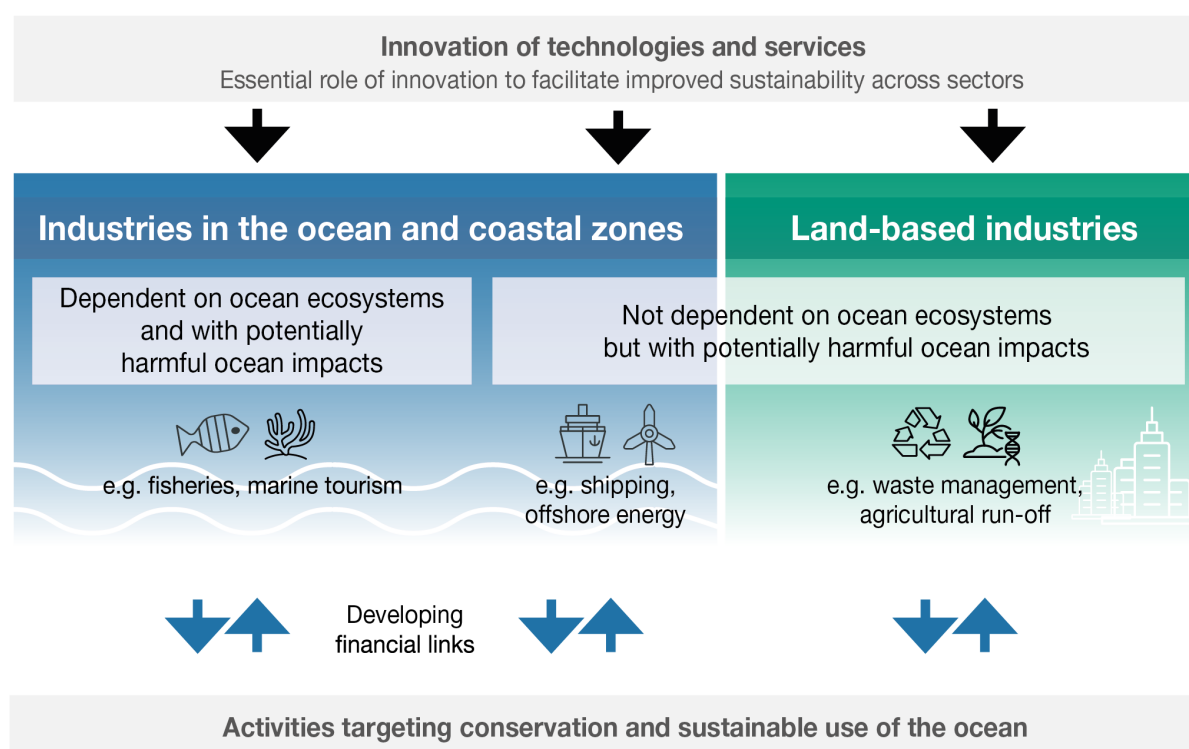 Innovation of technologies and services
Essential role of innovation to facilitate improved sustainability across sectors
Industries in the ocean and coastal zones
Land-based industries
Dependent on ocean ecosystems
and with potentially
harmful ocean impacts
Not dependent on ocean ecosystems
but with potentially harmful ocean impacts
e.g. fisheries, marine tourism
e.g. shipping,
offshore energy
e.g. waste management,
agricultural run-off
Developing
financial links
Activities targeting conservation and sustainable use of the ocean